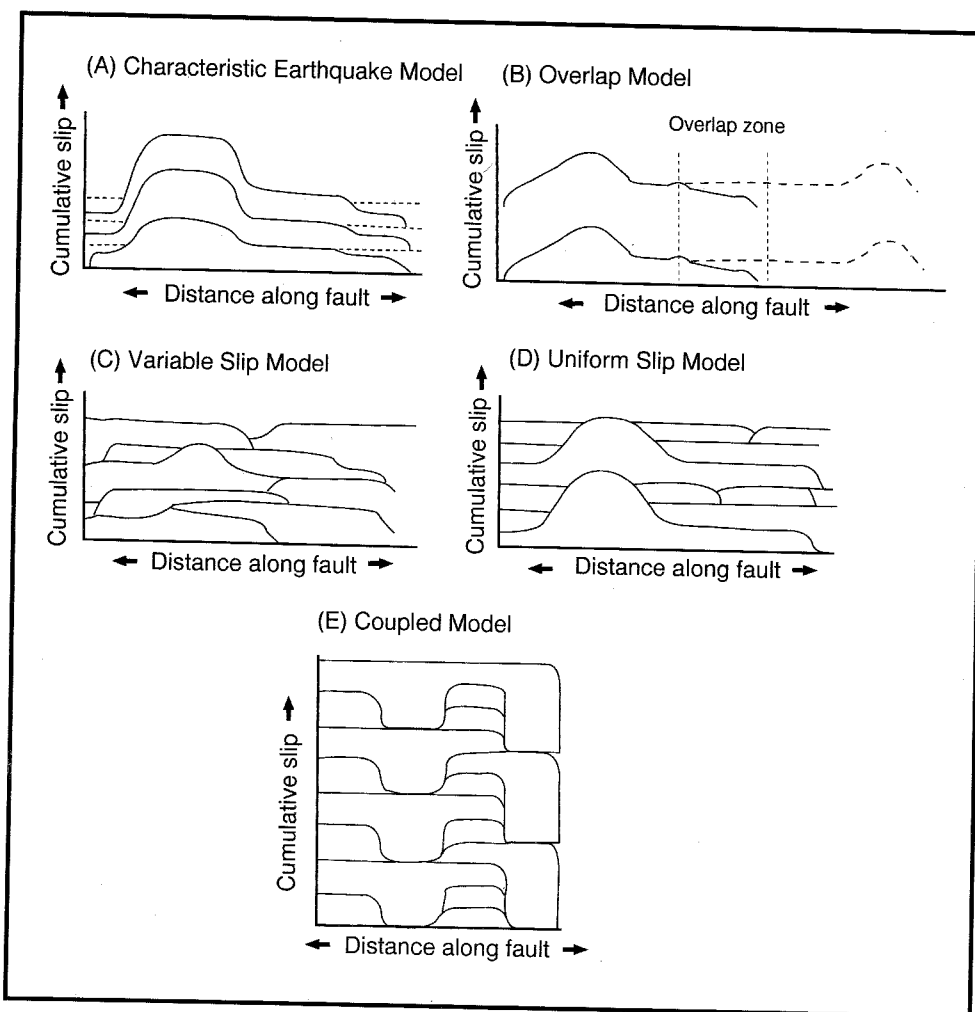 (A) Characteristic Earthquake Model
Cumulative slip
Distance along fault
(B) Overlap Model
Overlap zone
Cumulative slip
Distance along fault
(C) Variable Slip Model
Cumulative slip
Distance along fault
(D) Uniform Slip Model
Cumulative slip
Distance along fault
(E) Coupled Model
Cumulative slip
Distance along fault